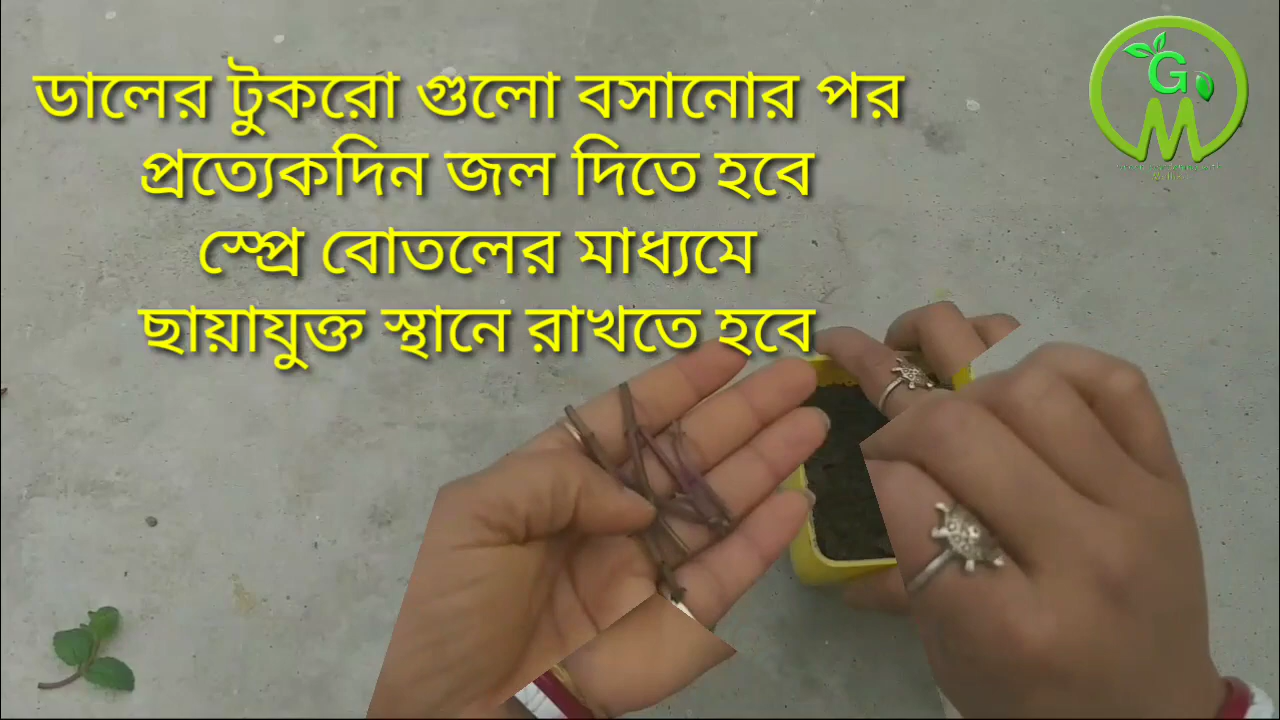 ডালের টুকরো গুলো বসানোর পর
প্রত্যেকদিন জল দিতে হবে
স্প্রে বোতলের মাধ্যমে
ছায়াযুক্ত স্থানে রাখতে হবে
G
M